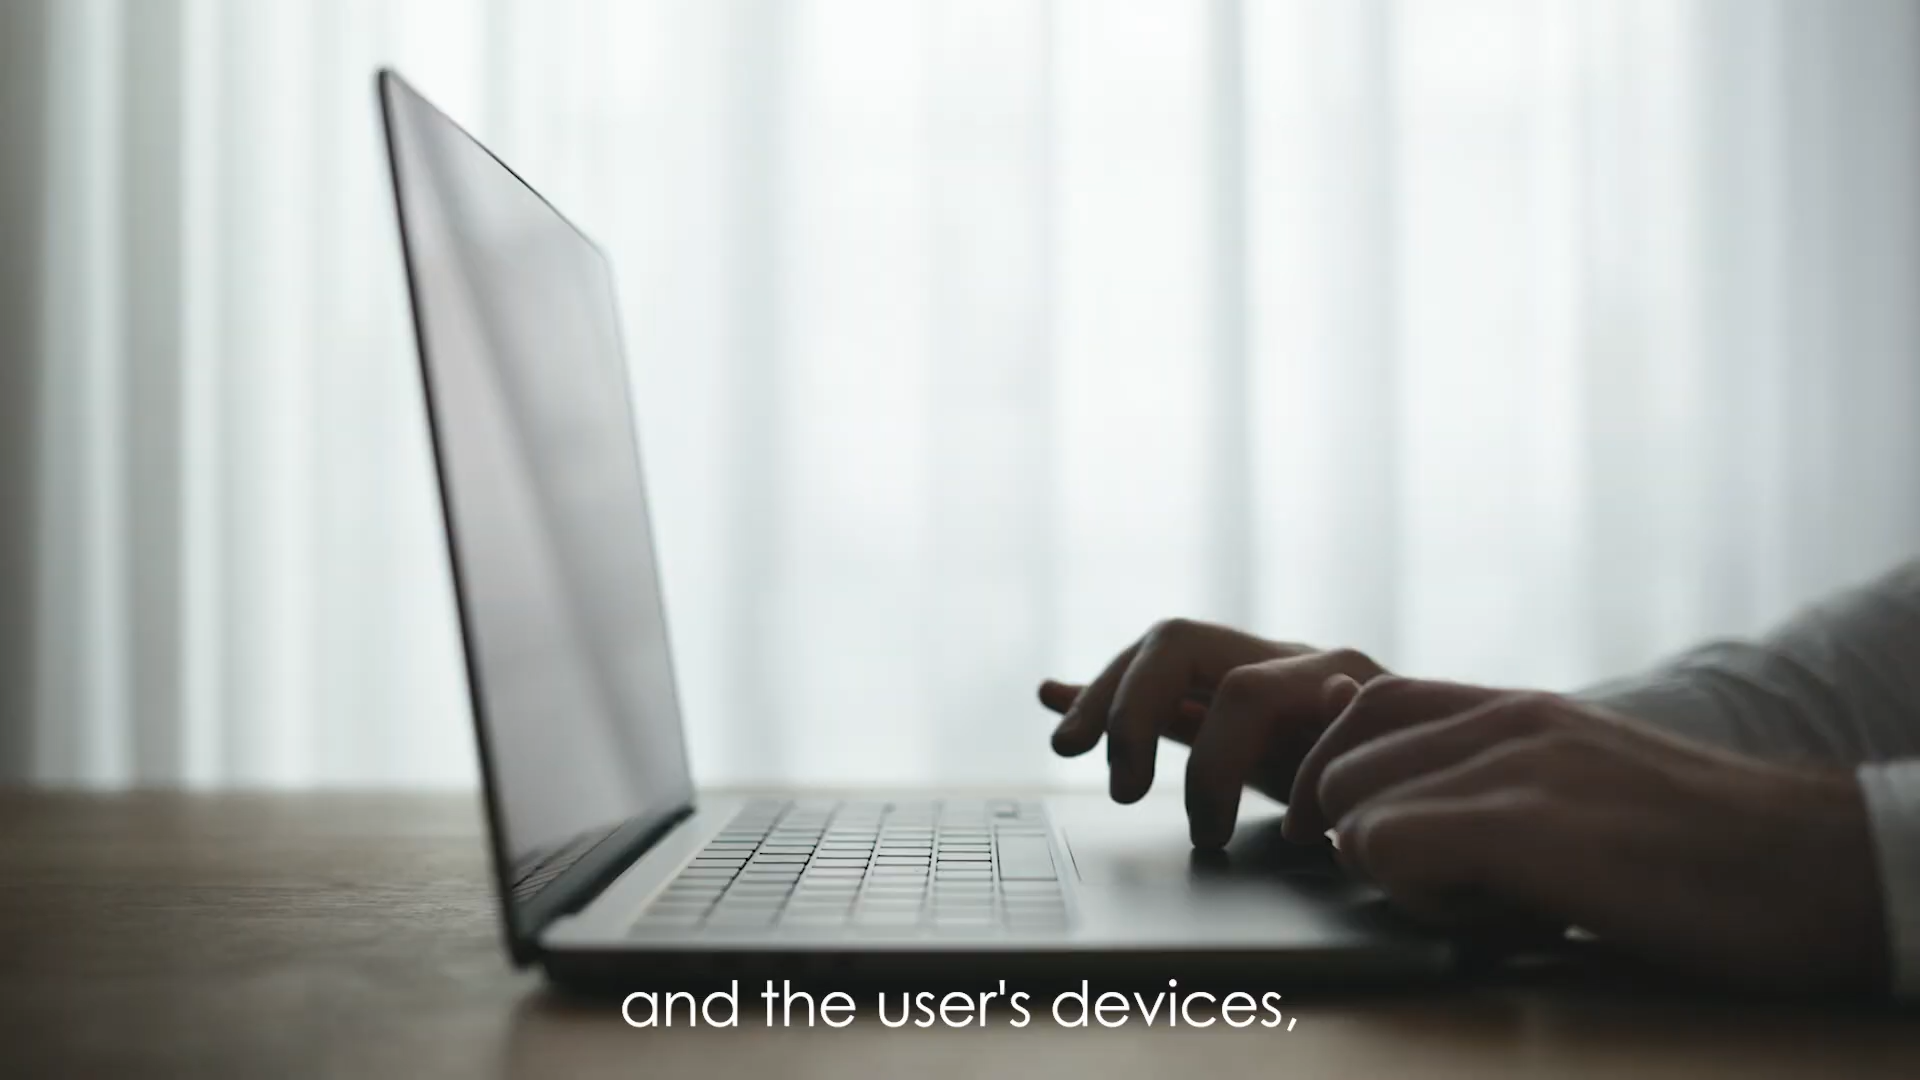 and the user's devices,